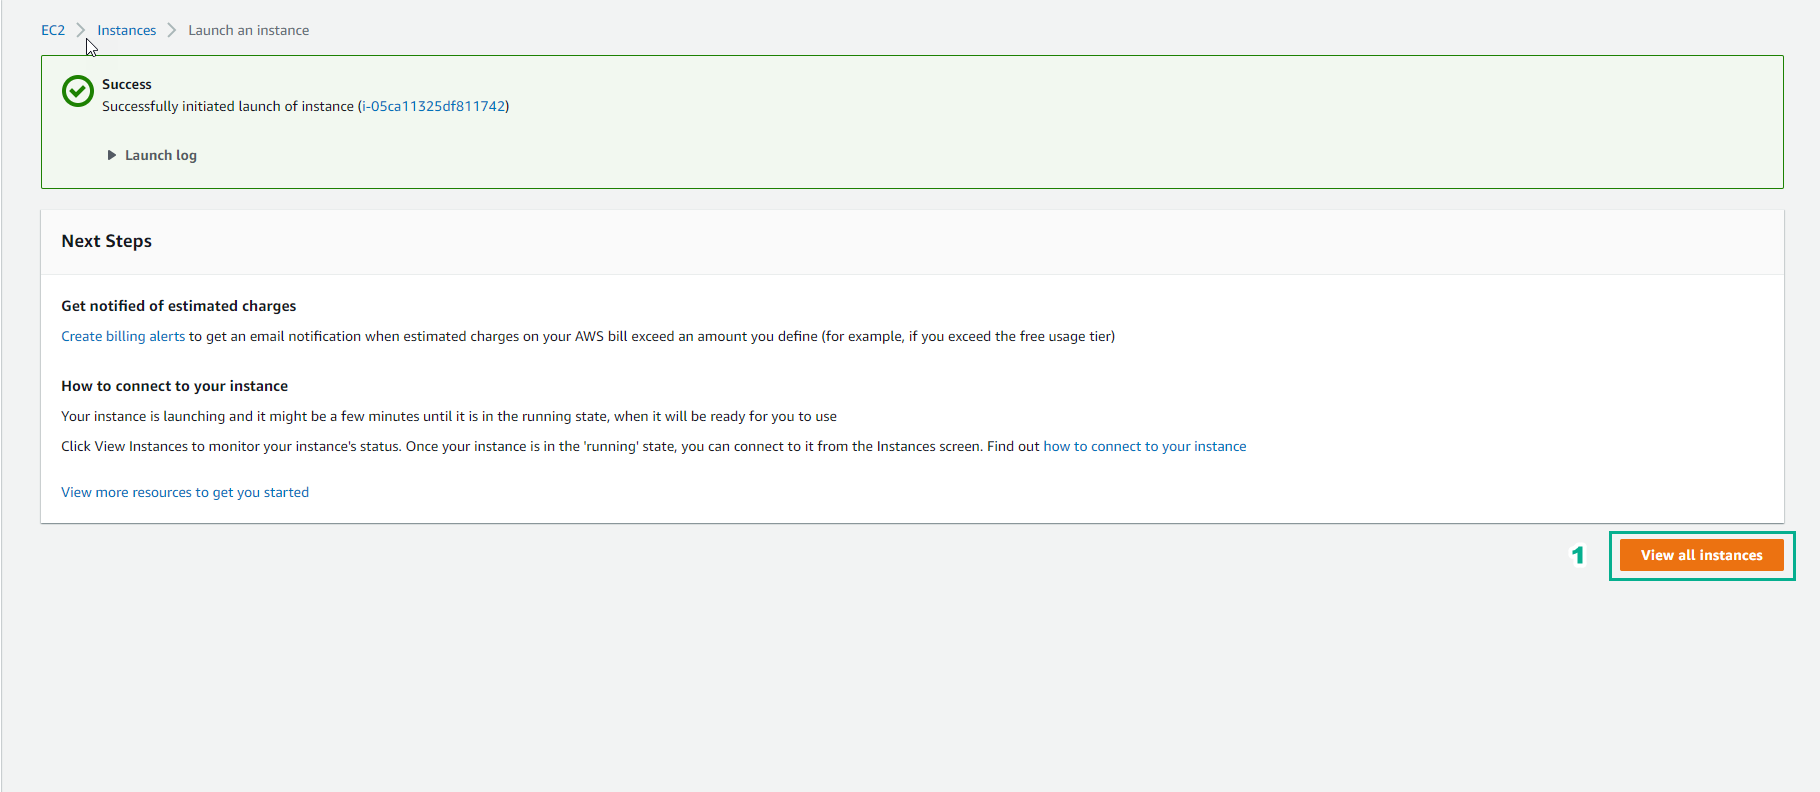 EC2 Instances Launch an instance
Success
Successfully initiated launch of instance (i-05ca11325df811742)
Launch log
Next Steps
Get notified of estimated charges
Create billing alerts to get an email notification when estimated charges on your AWS bill exceed an amount you define (for example, if you exceed the free usage tier)
How to connect to your instance
Your instance is launching and it might be a few minutes until it is in the running state, when it will be ready for you to use
Click View Instances to monitor your instance's status. Once your instance is in the 'running' state, you can connect to it from the Instances screen. Find out how to connect to your instance
View more resources to get you started
1 View all instances